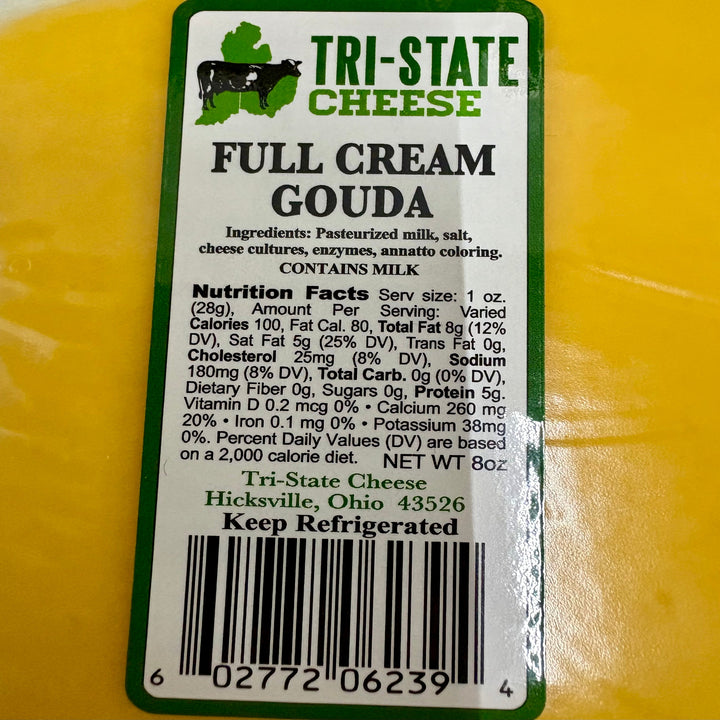 TRI-STATE
CHEESE
FULL CREAM
GOUDA
Ingredients: Pasteurized milk, salt,
cheese cultures, enzymes, annatto coloring.
CONTAINS MILK
Nutrition Facts Serv size: 1 oz.
(28g), Amount Per Serving: Varied
Calories 100, Fat Cal. 80, Total Fat 8g (12%
DV), Sat Fat 5g (25% DV), Trans Fat 0g,
Cholesterol 25mg (8% DV), Sodium
180mg (8% DV), Total Carb. 0g (0% DV),
Dietary Fiber 0g, Sugars 0g, Protein 5g.
Vitamin D 0.2 mcg 0% • Calcium 260 mg
20% • Iron 0.1 mg 0% • Potassium 38mg
0%. Percent Daily Values (DV) are based
on a 2,000 calorie diet. NET WT 8oz
Tri-State Cheese
Hicksville, Ohio 43526
Keep Refrigerated
6 02772 06239 4